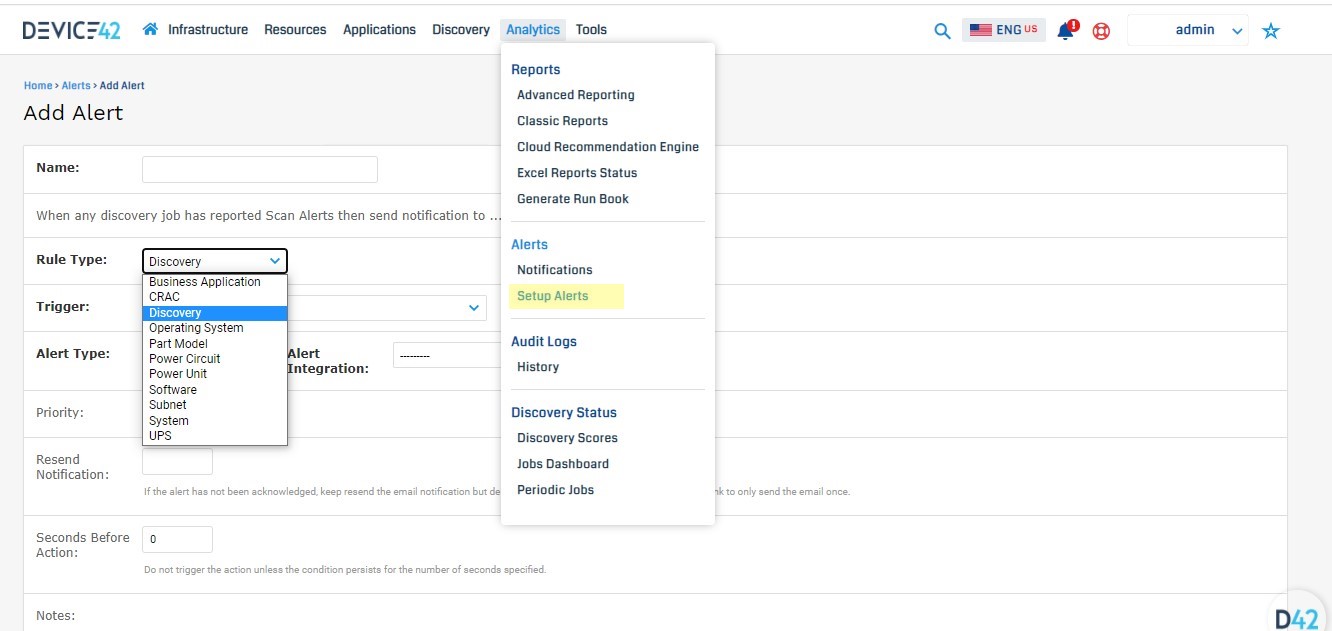 DEVICE42
Infrastructure
Resources
Applications
Discovery
Analytics
Tools
ENG US
!
admin
Home > Alerts > Add Alert
Add Alert
Reports
Advanced Reporting
Classic Reports
Cloud Recommendation Engine
Excel Reports Status
Generate Run Book
Alerts
Notifications
Setup Alerts
Audit Logs
History
Discovery Status
Discovery Scores
Jobs Dashboard
Periodic Jobs
Name:
When any discovery job has reported Scan Alerts then send notification to ...
Rule Type:
Discovery
Business Application
CRAC
Discovery
Operating System
Part Model
Power Circuit
Power Unit
Software
Subnet
System
UPS
Trigger:
Alert Type:
Alert
Integration:
---------
Priority:
Resend
Notification:
If the alert has not been acknowledged, keep resend the email notification but de
nk to only send the email once.
Seconds Before
Action:
0
Do not trigger the action unless the condition persists for the number of seconds specified.
Notes:
D42